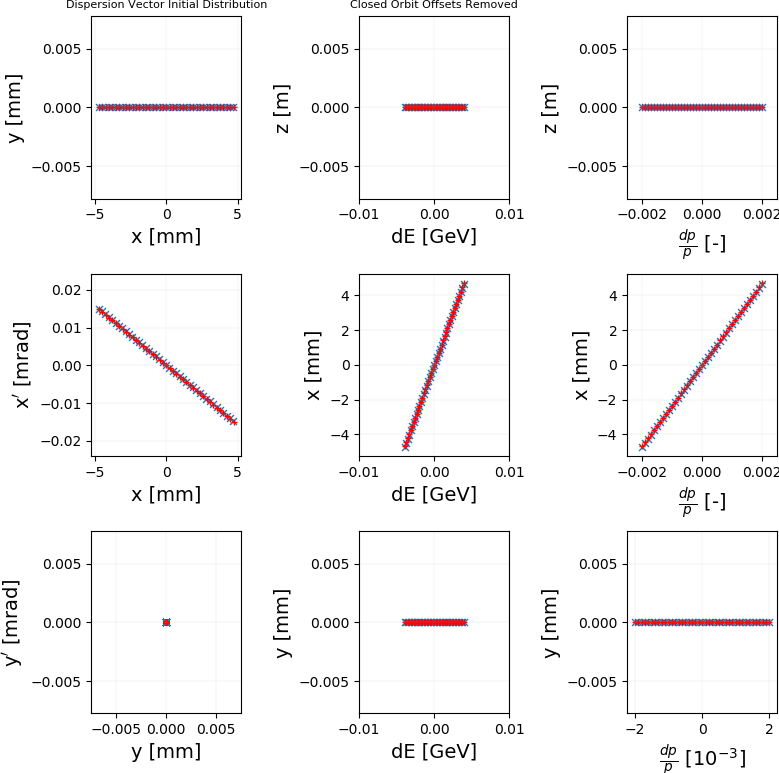 Dispersion Vector Initial Distribution
Closed Orbit Offsets Removed
y [mm]
0.005
0.000
−0.005
−5 0 5
x [mm]
z [m]
0.005
0.000
−0.005
−0.01 0.00 0.01
dE [GeV]
z [m]
0.005
0.000
−0.005
−0.002 0.000 0.002
dp/p [-]
x′ [mrad]
0.02
0.01
0.00
−0.01
−0.02
−5 0 5
x [mm]
x [mm]
4
2
0
−2
−4
−0.01 0.00 0.01
dE [GeV]
x [mm]
4
2
0
−2
−4
−0.002 0.000 0.002
dp/p [-]
y′ [mrad]
0.005
0.000
−0.005
−0.005 0.000 0.005
y [mm]
y [mm]
0.005
0.000
−0.005
−0.01 0.00 0.01
dE [GeV]
y [mm]
0.005
0.000
−0.005
−2 0 2
dp/p [10⁻³]